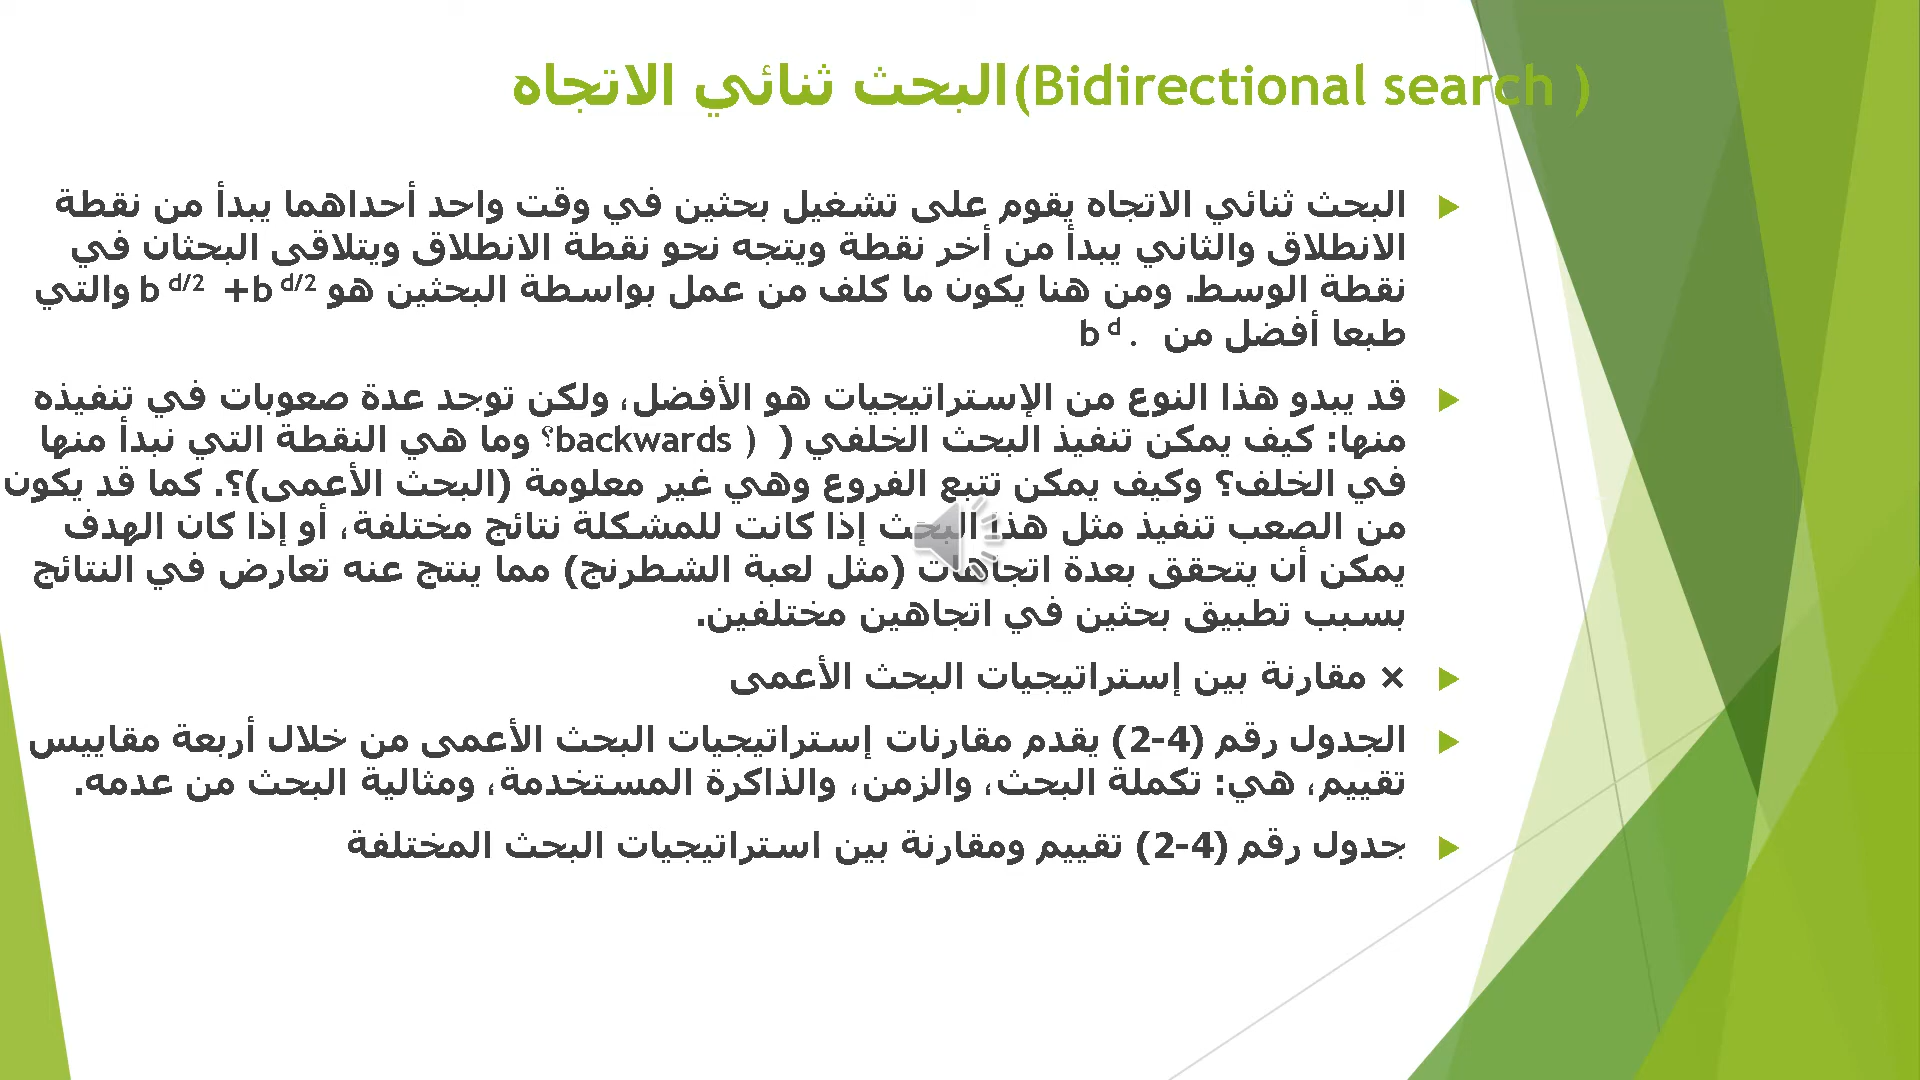 البحث ثنائي الاتجاه(Bidirectional search )
البحث ثنائي الاتجاه يقوم على تشغيل بحثين في وقت واحد أحداهما يبدأ من نقطة
الانطلاق والثاني يبدأ من أخر نقطة ويتجه نحو نقطة الانطلاق ويتلاقى البحثان في
نقطة الوسط. ومن هنا يكون ما كلف من عمل بواسطة البحثين هو b d/2 +b d/2 والتي
طبعا أفضل من b d .
قد يبدو هذا النوع من الإستراتيجيات هو الأفضل، ولكن توجد عدة صعوبات في تنفيذه
منها: كيف يمكن تنفيذ البحث الخلفي ( backwards )؟ وما هي النقطة التي نبدأ منها
في الخلف؟ وكيف يمكن تتبع الفروع وهي غير معلومة (البحث الأعمى)؟. كما قد يكون
من الصعب تنفيذ مثل هذا البحث إذا كانت للمشكلة نتائج مختلفة، أو إذا كان الهدف
يمكن أن يتحقق بعدة اتجاهات (مثل لعبة الشطرنج) مما ينتج عنه تعارض في النتائج
بسبب تطبيق بحثين في اتجاهين مختلفين.
× مقارنة بين إستراتيجيات البحث الأعمى
الجدول رقم (4-2) يقدم مقارنات إستراتيجيات البحث الأعمى من خلال أربعة مقاييس
تقييم، هي: تكملة البحث، والزمن، والذاكرة المستخدمة، ومثالية البحث من عدمه.
جدول رقم (4-2) تقييم ومقارنة بين استراتيجيات البحث المختلفة